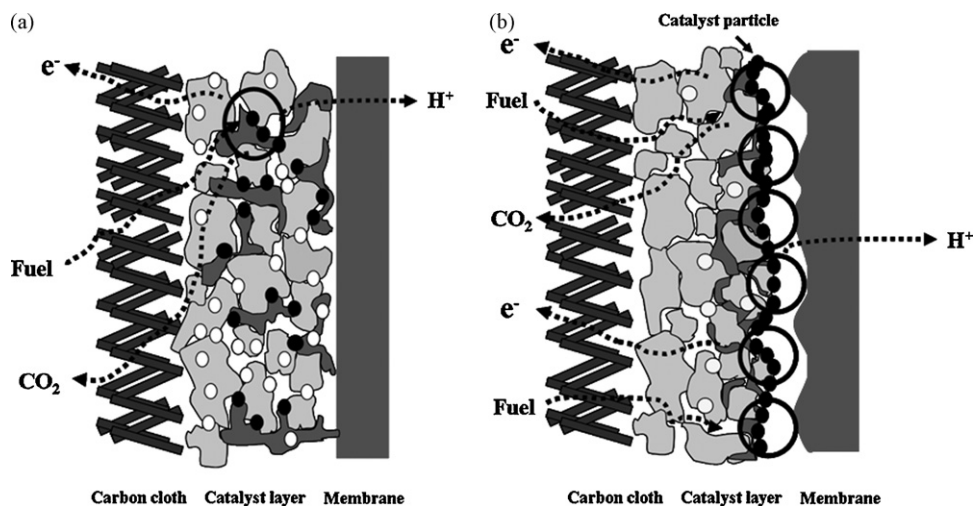 (a)
e-
H+
Fuel
CO2
Carbon cloth Catalyst layer Membrane
(b)
Catalyst particle
e-
Fuel
CO2
H+
e-
Fuel
Carbon cloth Catalyst layer Membrane